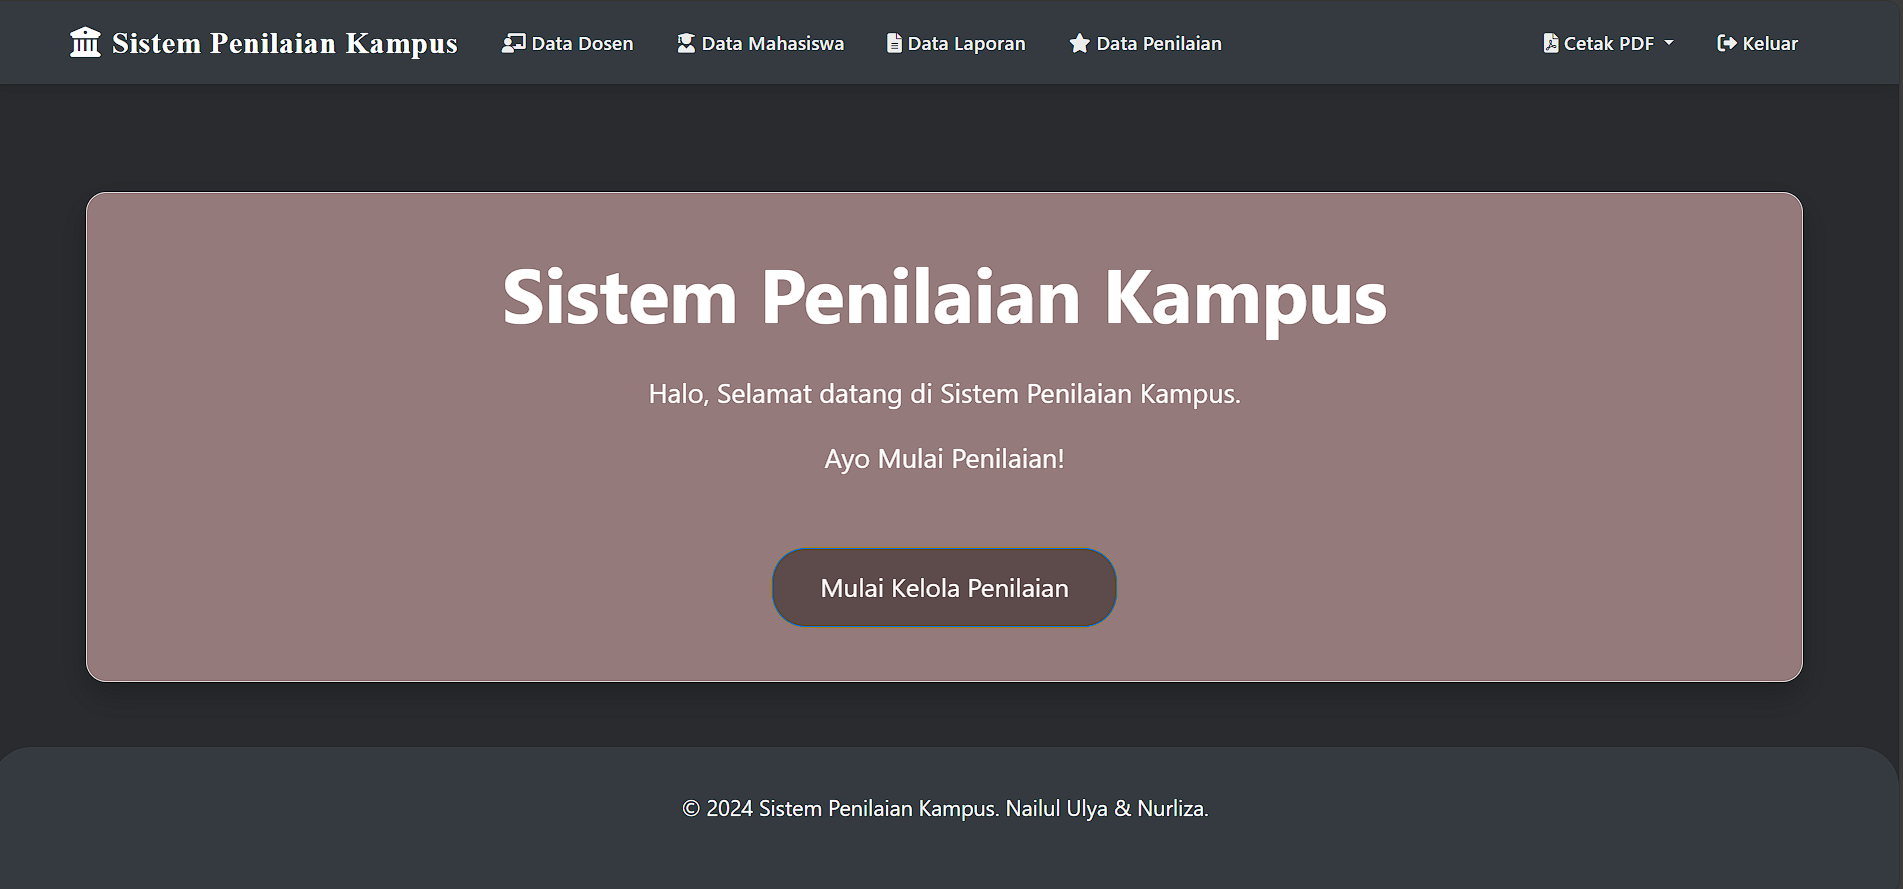 Sistem Penilaian Kampus Data Dosen Data Mahasiswa Data Laporan Data Penilaian Cetak PDF Keluar
Sistem Penilaian Kampus
Halo, Selamat datang di Sistem Penilaian Kampus.
Ayo Mulai Penilaian!
Mulai Kelola Penilaian
© 2024 Sistem Penilaian Kampus. Nailul Ulya & Nurliza.